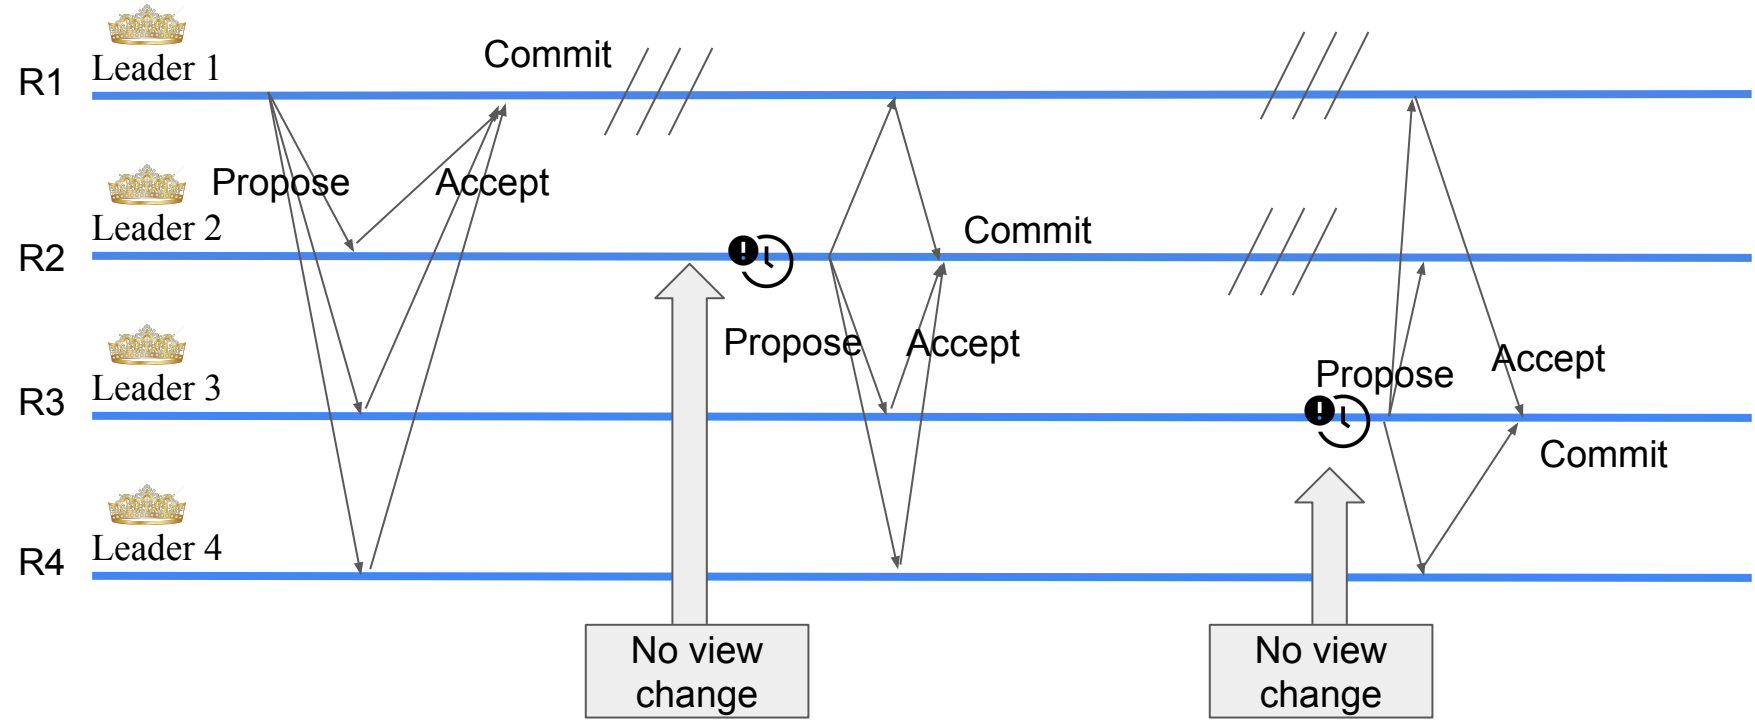 Leader 1
R1
Commit
Propose
Accept
Leader 2
R2
Commit
Propose
Accept
Leader 3
R3
Propose
Accept
Commit
Leader 4
R4
No view
change
No view
change